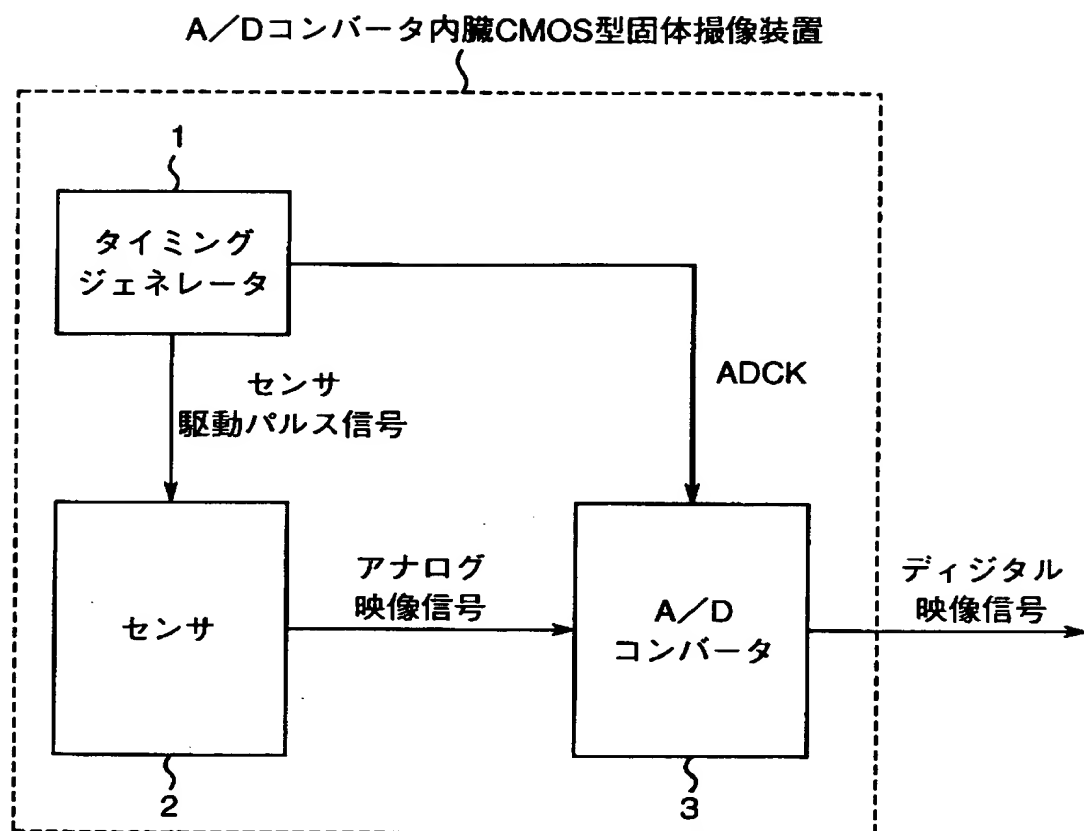 A／Dコンバータ内臓CMOS型固体撮像装置
1
タイミング
ジェネレータ
センサ
駆動パルス信号
ADCK
センサ
アナログ
映像信号
A／D
コンバータ
ディジタル
映像信号
2
3